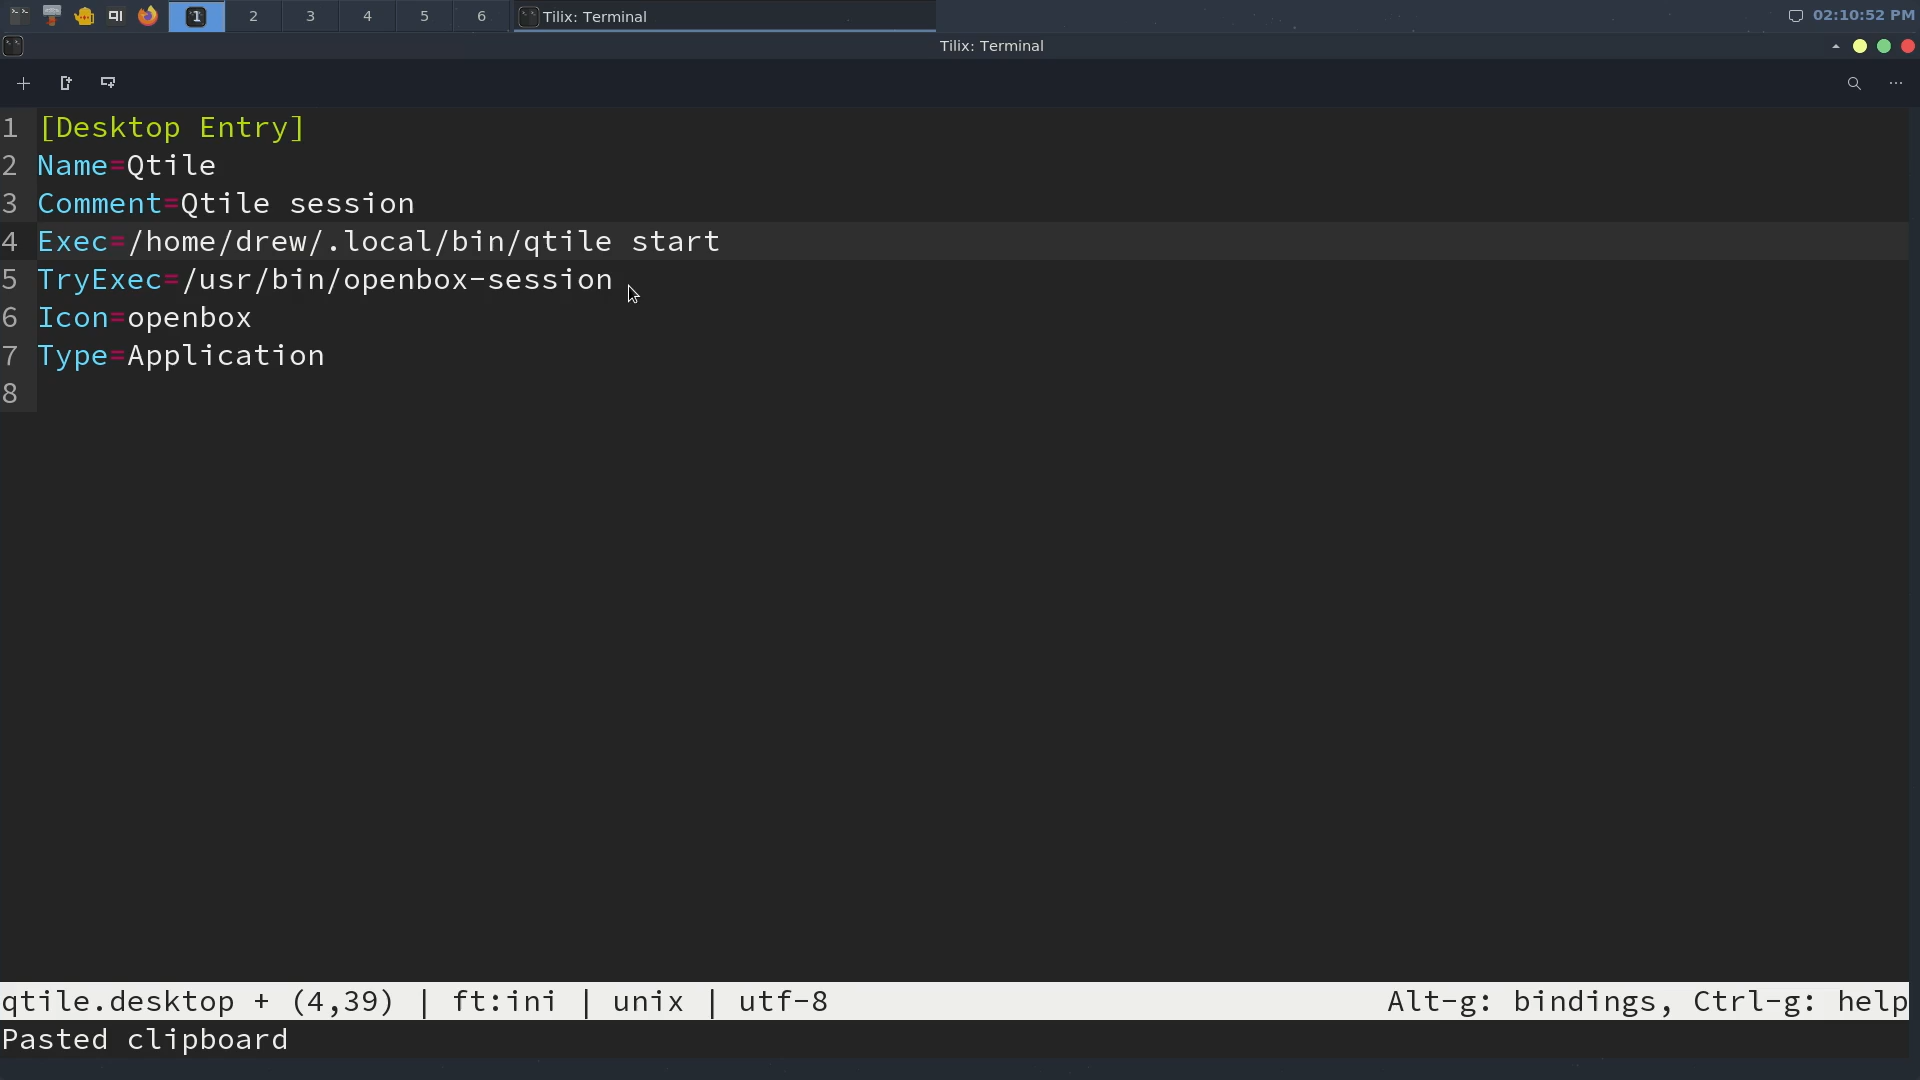 1 2 3 4 5 6 Tilix: Terminal 02:10:52 PM
Tilix: Terminal
1 [Desktop Entry]
2 Name=Qtile
3 Comment=Qtile session
4 Exec=/home/drew/.local/bin/qtile start
5 TryExec=/usr/bin/openbox-session
6 Icon=openbox
7 Type=Application
8
qtile.desktop + (4,39) | ft:ini | unix | utf-8 Alt-g: bindings, Ctrl-g: help
Pasted clipboard